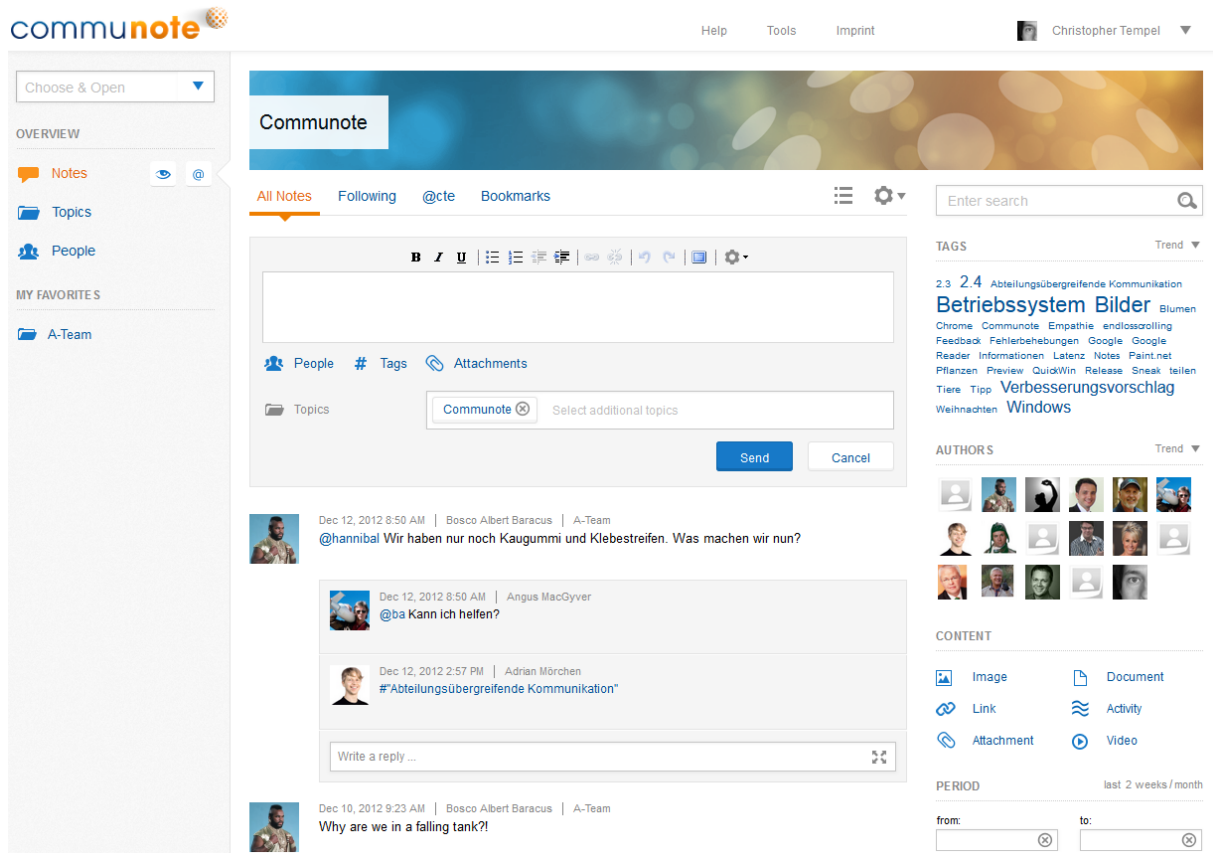 communote
Help Tools Imprint Christopher Tempel
Choose & Open
OVERVIEW
Notes @
Topics
People
MY FAVORITES
A-Team
Communote
All Notes Following @cte Bookmarks
B I U
People # Tags Attachments
Topics Communote Select additional topics
Send Cancel
Dec 12, 2012 8:50 AM | Bosco Albert Baracus | A-Team
@hannibal Wir haben nur noch Kaugummi und Klebestreifen. Was machen wir nun?
Dec 12, 2012 8:50 AM | Angus MacGyver
@ba Kann ich helfen?
Dec 12, 2012 2:57 PM | Adrian Mörchen
#"Abteilungsübergreifende Kommunikation"
Write a reply ...
Dec 10, 2012 9:23 AM | Bosco Albert Baracus | A-Team
Why are we in a falling tank?!
Enter search
TAGS Trend
2.3 2.4 Abteilungsübergreifende Kommunikation
Betriebssystem Bilder Blumen
Chrome Communote Empathie endlosscrolling
Feedback Fehlerbehebungen Google Google
Reader Informationen Latenz Notes Paint.net
Pflanzen Preview QuickWin Release Sneak teilen
Tiere Tipp Verbesserungsvorschlag
Weihnachten Windows
AUTHORS Trend
CONTENT
Image Document
Link Activity
Attachment Video
PERIOD last 2 weeks / month
from: to: